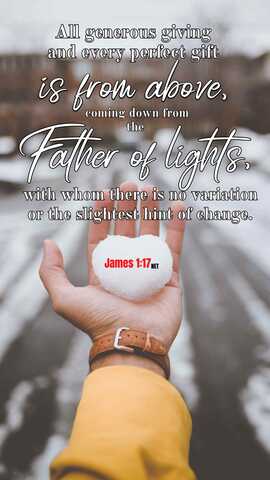 All generous giving
and every perfect gift
is from above,
coming down from
the
Father of lights,
with whom there is no variation
or the slightest hint of change.
James 1:17 NET